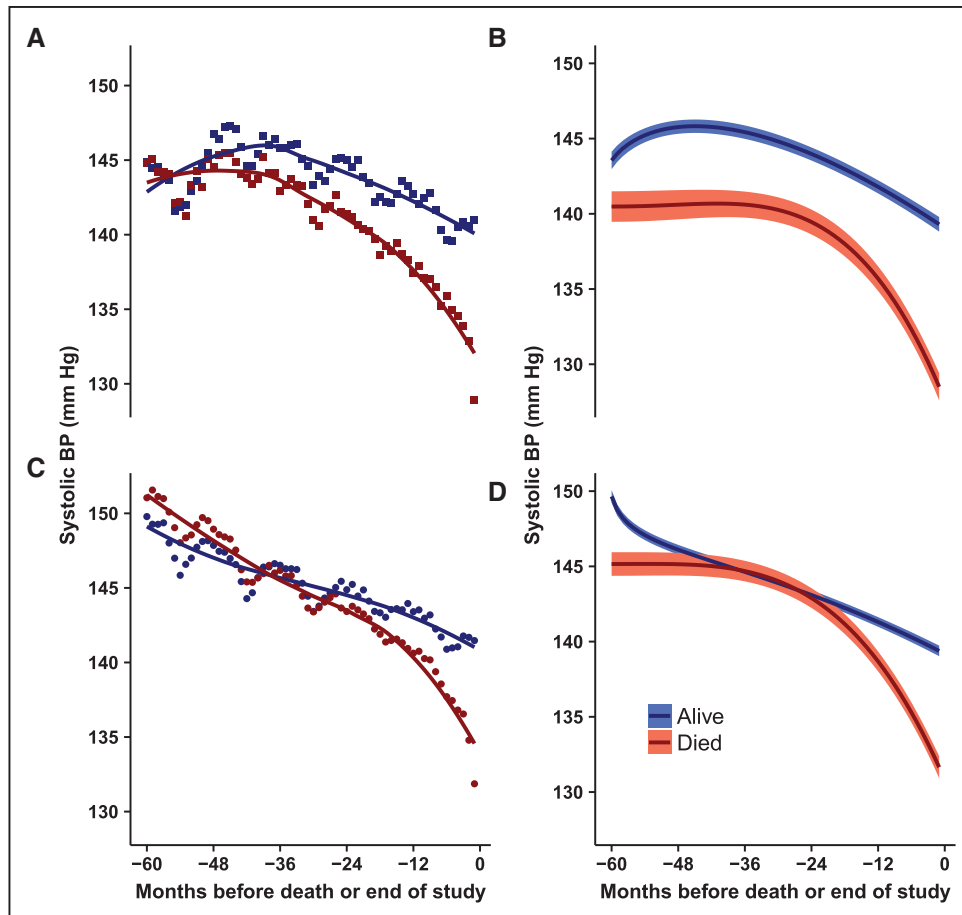 A
B
150
145
140
135
130
150
145
140
135
130
Systolic BP (mm Hg)
Systolic BP (mm Hg)
C
D
150
145
140
135
130
150
145
140
135
130
Alive
Died
−60 −48 −36 −24 −12 0
−60 −48 −36 −24 −12 0
Months before death or end of study
Months before death or end of study